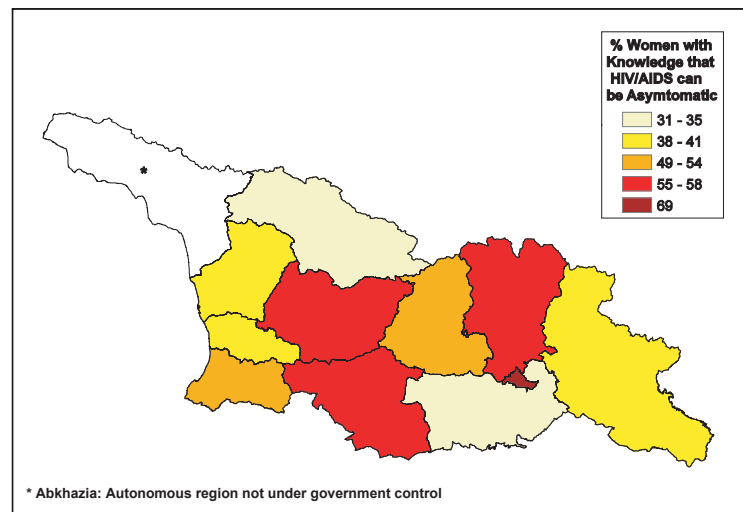 % Women with
Knowledge that
HIV/AIDS can
be Asymtomatic
31 - 35
38 - 41
49 - 54
55 - 58
69
*
* Abkhazia: Autonomous region not under government control